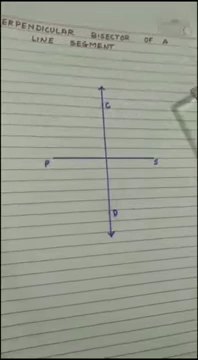 ERPENDICULAR BISECTOR OF A
LINE SEGMENT
G
P S
D